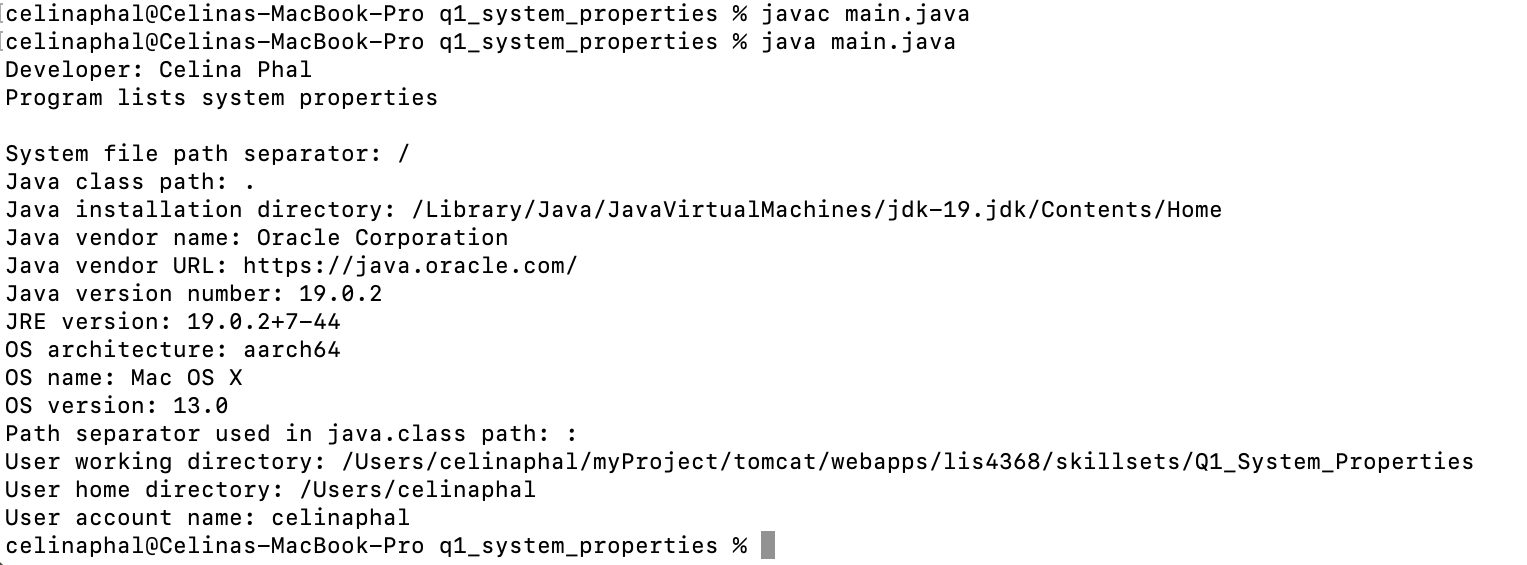 celinaphal@Celinas-MacBook-Pro q1_system_properties % javac main.java
celinaphal@Celinas-MacBook-Pro q1_system_properties % java main.java
Developer: Celina Phal
Program lists system properties

System file path separator: /
Java class path: .
Java installation directory: /Library/Java/JavaVirtualMachines/jdk-19.jdk/Contents/Home
Java vendor name: Oracle Corporation
Java vendor URL: https://java.oracle.com/
Java version number: 19.0.2
JRE version: 19.0.2+7-44
OS architecture: aarch64
OS name: Mac OS X
OS version: 13.0
Path separator used in java.class path: :
User working directory: /Users/celinaphal/myProject/tomcat/webapps/lis4368/skillsets/Q1_System_Properties
User home directory: /Users/celinaphal
User account name: celinaphal
celinaphal@Celinas-MacBook-Pro q1_system_properties %